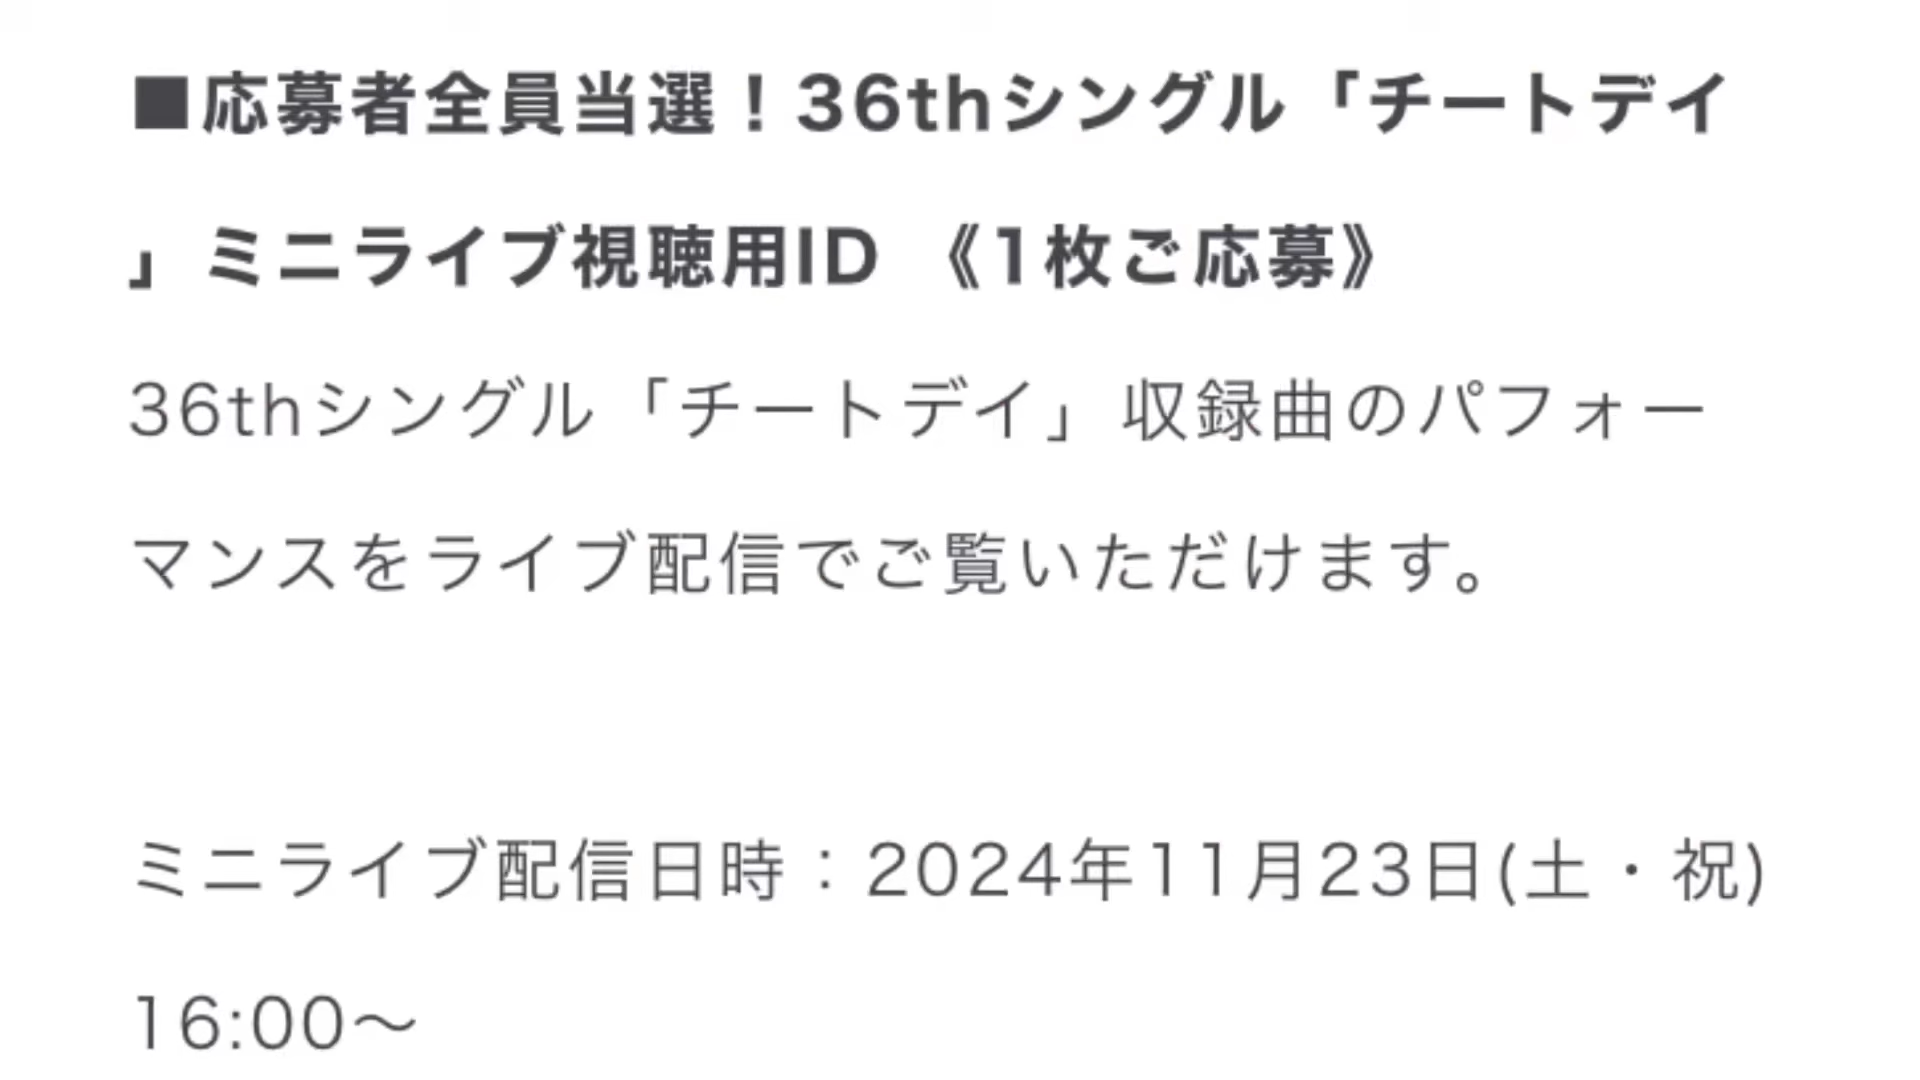 ■応募者全員当選！36thシングル「チートデイ
」ミニライブ視聴用ID 《1枚ご応募》
36thシングル「チートデイ」収録曲のパフォー
マンスをライブ配信でご覧いただけます。
ミニライブ配信日時：2024年11月23日(土・祝)
16:00〜